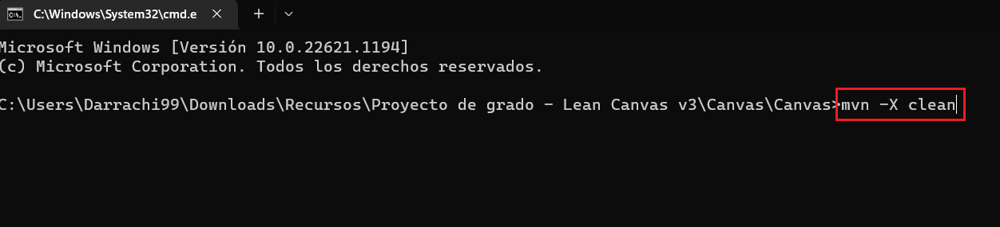 C:\Windows\System32\cmd.e
Microsoft Windows [Versión 10.0.22621.1194]
(c) Microsoft Corporation. Todos los derechos reservados.
C:\Users\Darrachi99\Downloads\Recursos\Proyecto de grado - Lean Canvas v3\Canvas\Canvas>mvn -X clean